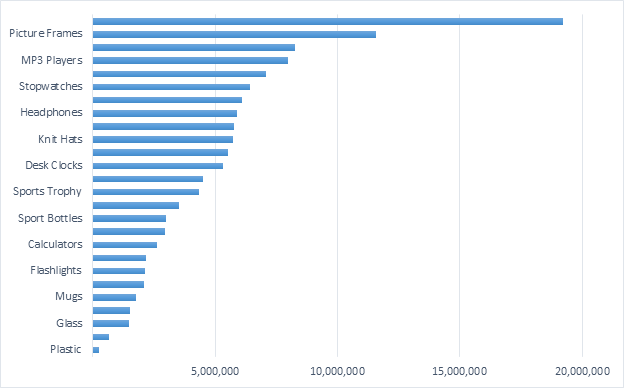 Picture Frames
MP3 Players
Stopwatches
Headphones
Knit Hats
Desk Clocks
Sports Trophy
Sport Bottles
Calculators
Flashlights
Mugs
Glass
Plastic
5,000,000 10,000,000 15,000,000 20,000,000